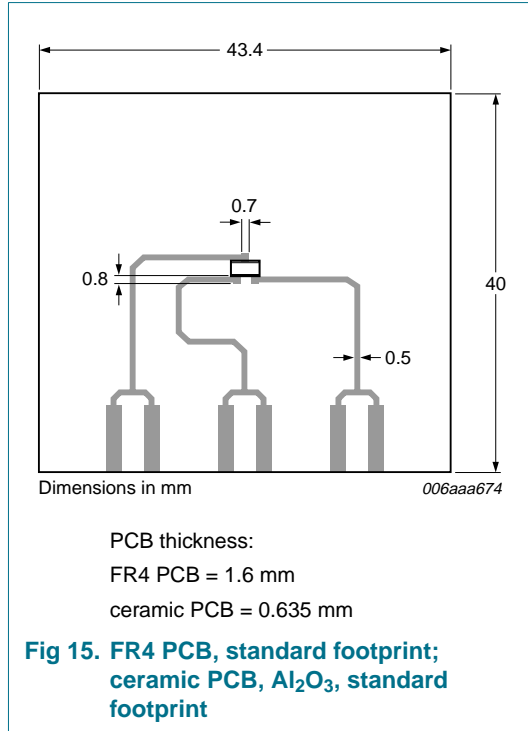 43.4
0.7
0.8
40
0.5
Dimensions in mm
006aaa674
PCB thickness:
FR4 PCB = 1.6 mm
ceramic PCB = 0.635 mm
Fig 15. FR4 PCB, standard footprint;
ceramic PCB, Al₂O₃, standard
footprint